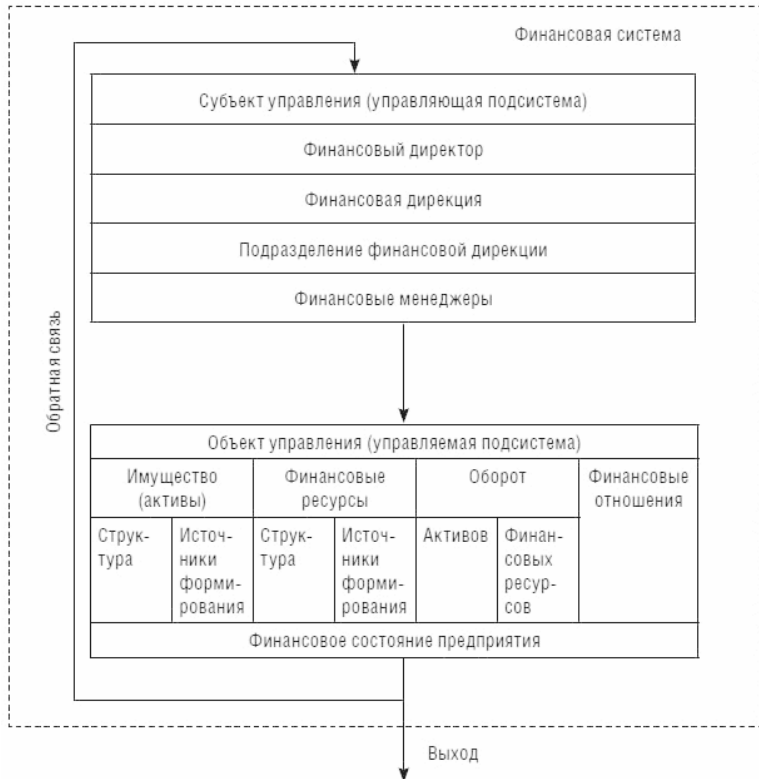 Финансовая система
Субъект управления (управляющая подсистема)
Финансовый директор
Финансовая дирекция
Подразделение финансовой дирекции
Финансовые менеджеры
Обратная связь
Объект управления (управляемая подсистема)
Имущество
(активы)
Финансовые
ресурсы
Оборот
Финансовые
отношения
Струк-
тура
Источ-
ники
форми-
рования
Струк-
тура
Источ-
ники
форми-
рования
Активов
Финан-
совых
ресур-
сов
Финансовое состояние предприятия
Выход